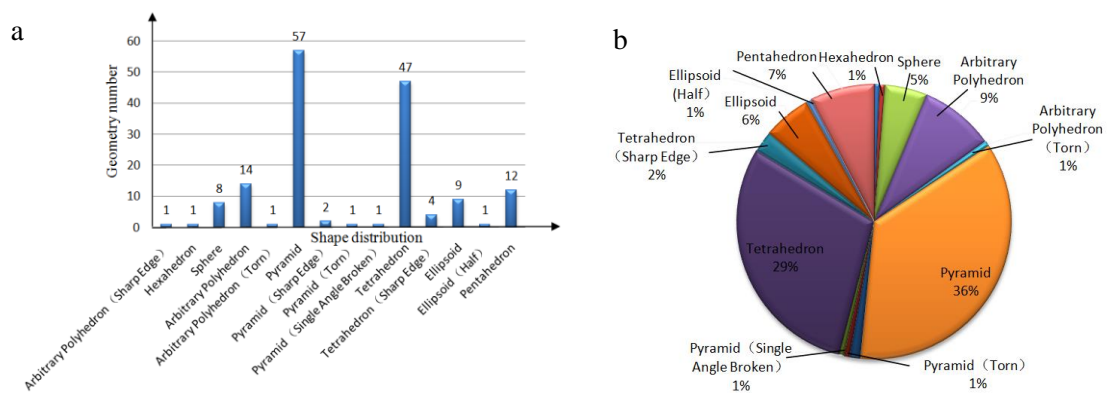 a
Geometry number
60
50
40
30
20
10
0
1
1
8
14
1
57
2
1
1
47
4
9
1
12
Shape distribution
Arbitrary Polyhedron（Sharp Edge）
Hexahedron
Sphere
Arbitrary Polyhedron
Arbitrary Polyhedron（Torn）
Pyramid
Pyramid（Sharp Edge）
Pyramid（Torn）
Pyramid（Single Angle Broken）
Tetrahedron
Tetrahedron（Sharp Edge）
Ellipsoid
Ellipsoid（Half）
Pentahedron
b
Pentahedron
7%
Hexahedron
1%
Sphere
5%
Arbitrary
Polyhedron
9%
Arbitrary
Polyhedron
（Torn）
1%
Pyramid
36%
Pyramid（Torn）
1%
Pyramid（Single
Angle Broken）
1%
Tetrahedron
29%
Tetrahedron
（Sharp Edge）
2%
Ellipsoid
6%
Ellipsoid
(Half）
1%